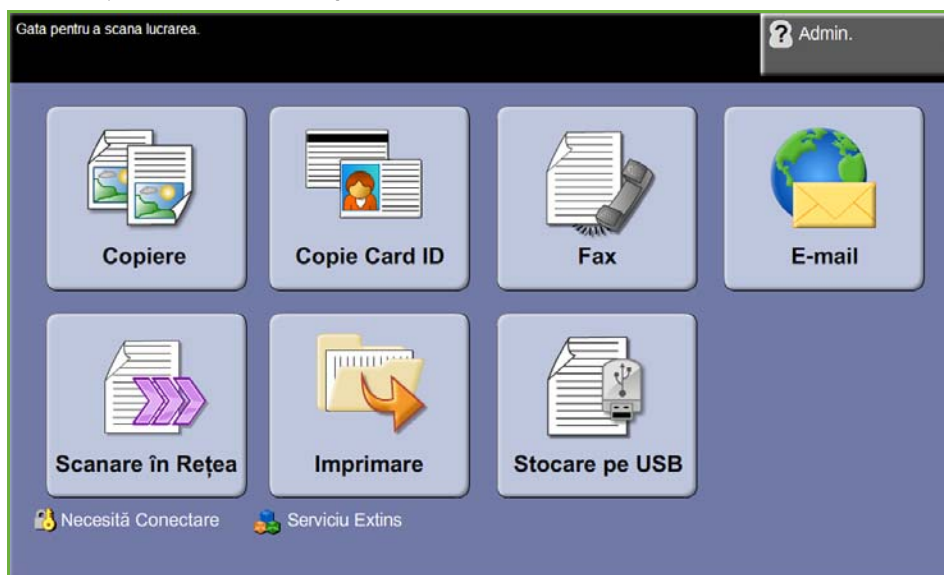 Gata pentru a scana lucrarea.
Admin.
Copiere
Copie Card ID
Fax
E-mail
Scanare în Rețea
Imprimare
Stocare pe USB
Necesită Conectare
Serviciu Extins